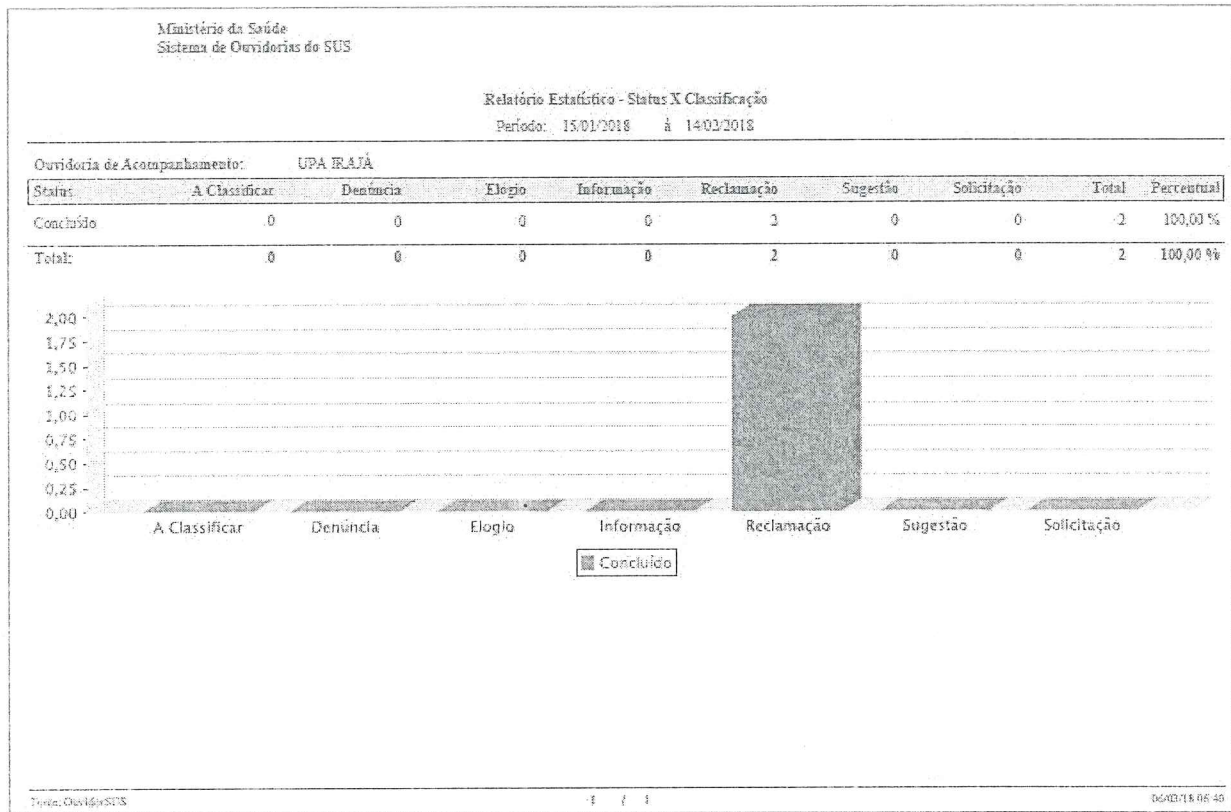 Ministério da Saúde
Sistema de Ouvidorias do SUS
Relatório Estatístico - Status X Classificação
Período: 15/01/2018 à 14/02/2018
Ouvidoria de Acompanhamento: UPA IRAJÁ
Status A Classificar Denúncia Elogio Informação Reclamação Sugestão Solicitação Total Percentual
Concluído 0 0 0 0 2 0 0 2 100,00 %
Total: 0 0 0 0 2 0 0 2 100,00 %
2,00
1,75
1,50
1,25
1,00
0,75
0,50
0,25
0,00
A Classificar Denúncia Elogio Informação Reclamação Sugestão Solicitação
Concluído
Fonte: OuvidorSUS 1 / 1